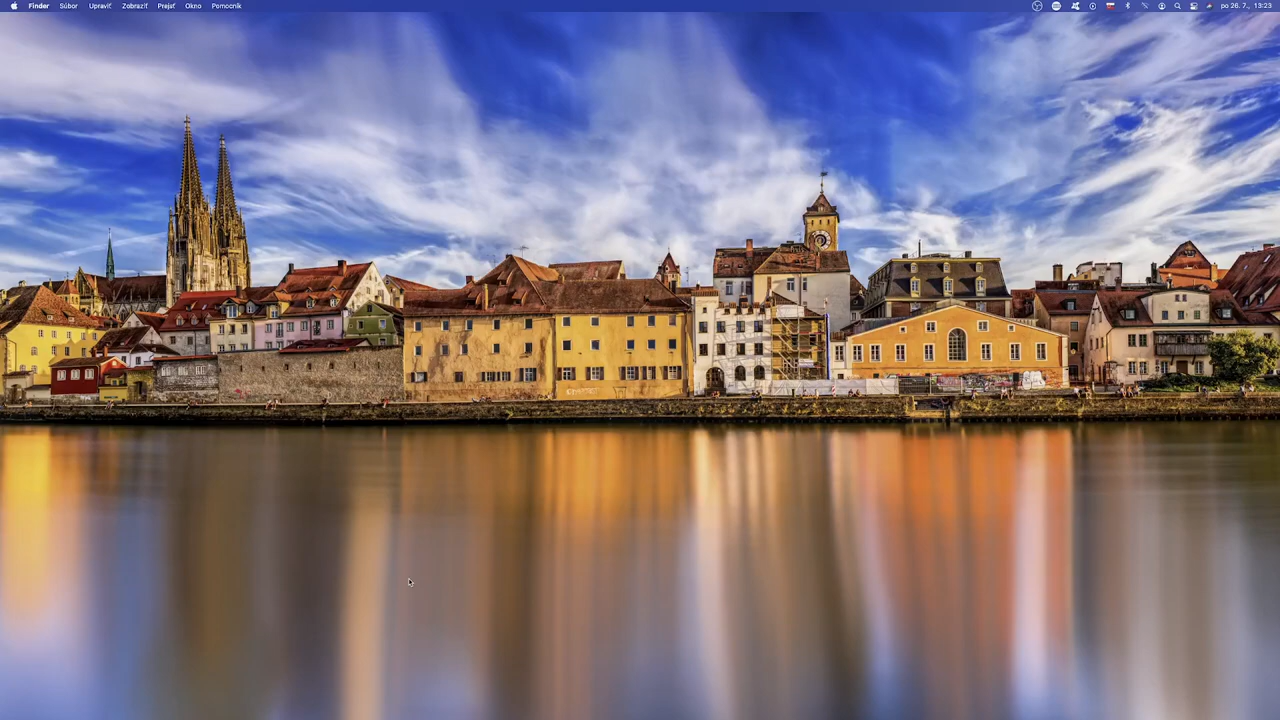 Finder Súbor Upraviť Zobraziť Prejsť Okno Pomocník po 26. 7., 13:23